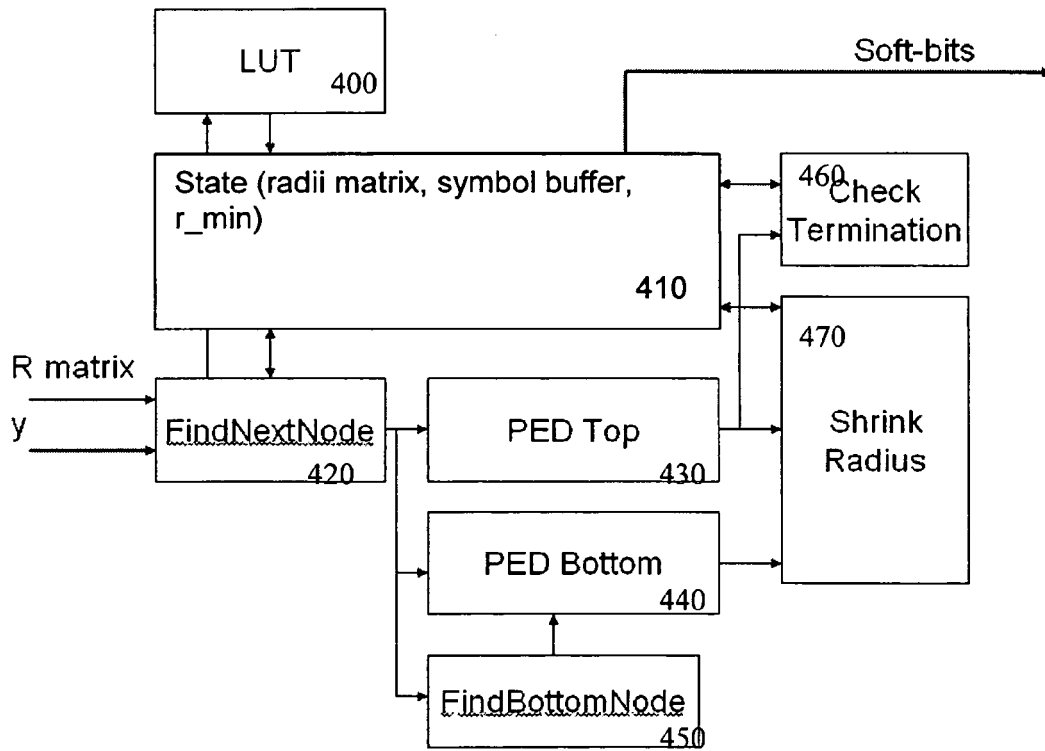 LUT
400
Soft-bits
State (radii matrix, symbol buffer,
r_min)
410
460
Check
Termination
470
Shrink
Radius
R matrix
y
FindNextNode
420
PED Top
430
PED Bottom
440
FindBottomNode
450